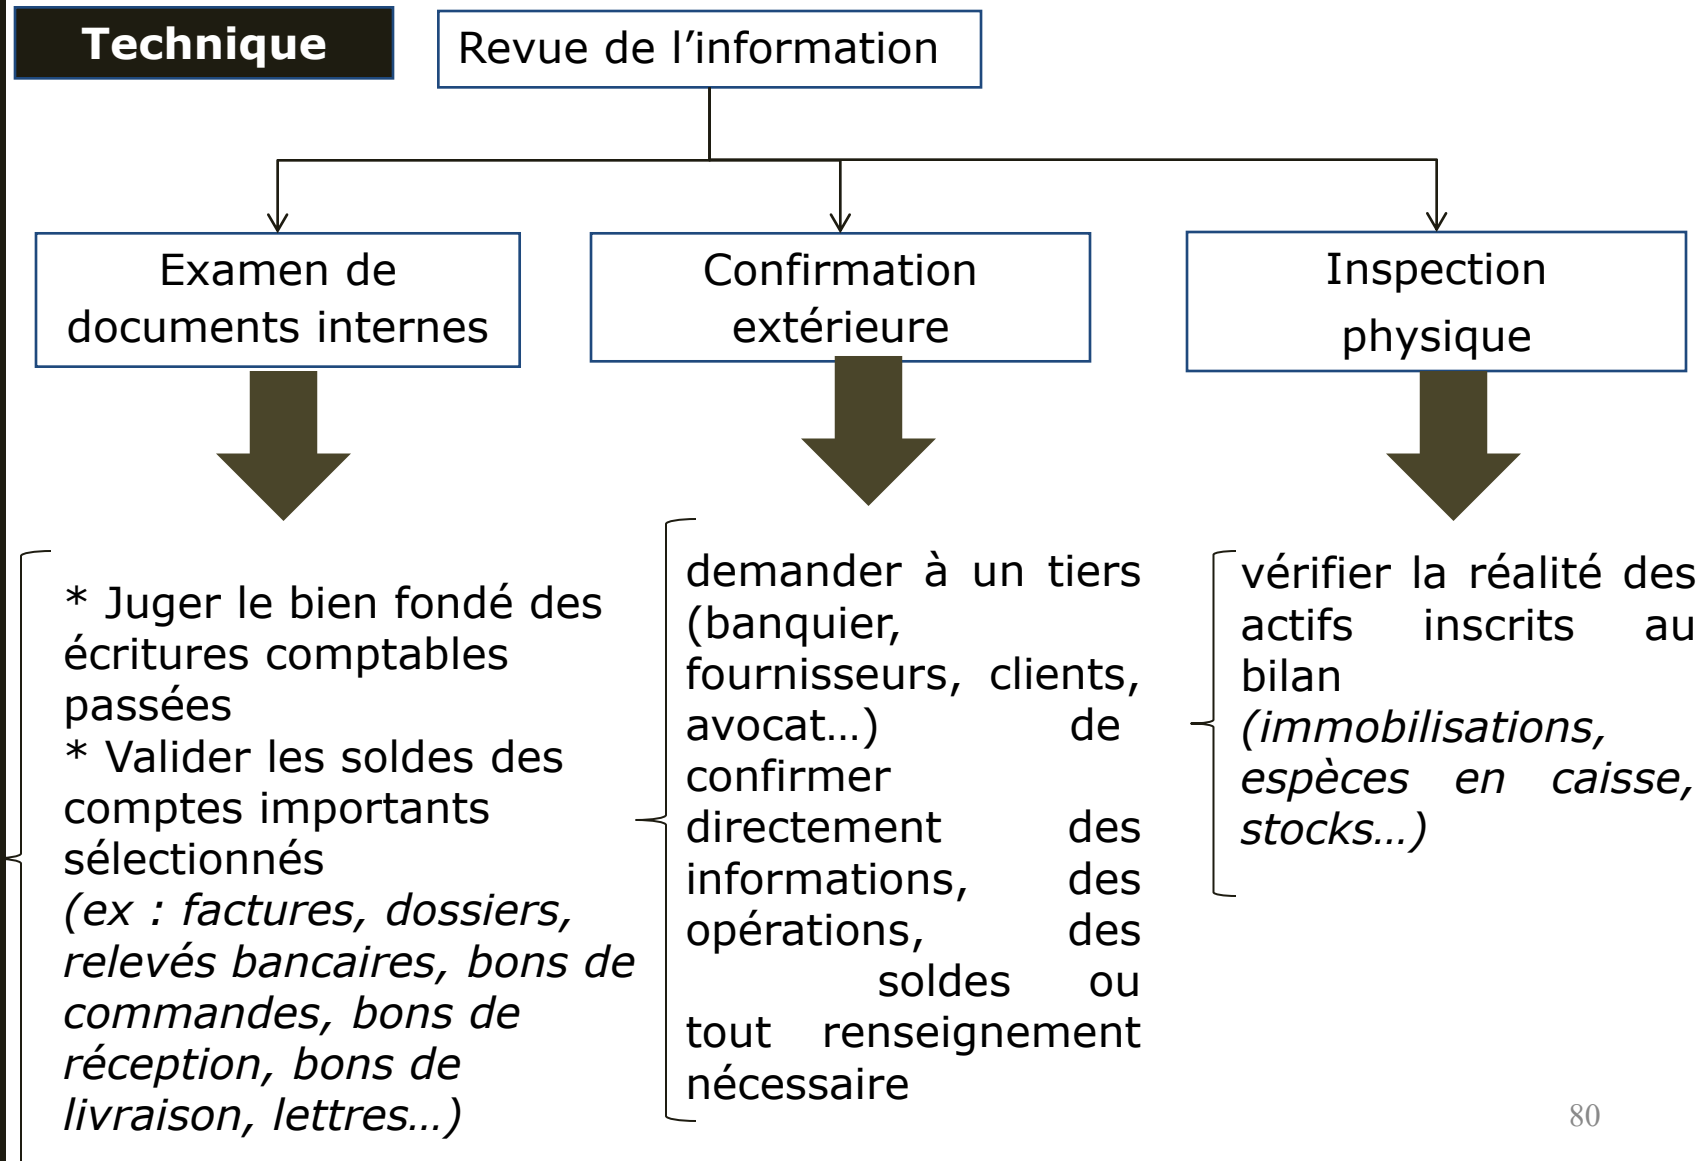 Technique
Revue de l’information
Examen de
documents internes
Confirmation
extérieure
Inspection
physique
* Juger le bien fondé des
écritures comptables
passées
* Valider les soldes des
comptes importants
sélectionnés
(ex : factures, dossiers,
relevés bancaires, bons de
commandes, bons de
réception, bons de
livraison, lettres…)
demander à un tiers
(banquier,
fournisseurs, clients,
avocat…) de
confirmer
directement des
informations, des
opérations, des
soldes ou
tout renseignement
nécessaire
vérifier la réalité des
actifs inscrits au
bilan
(immobilisations,
espèces en caisse,
stocks…)
80